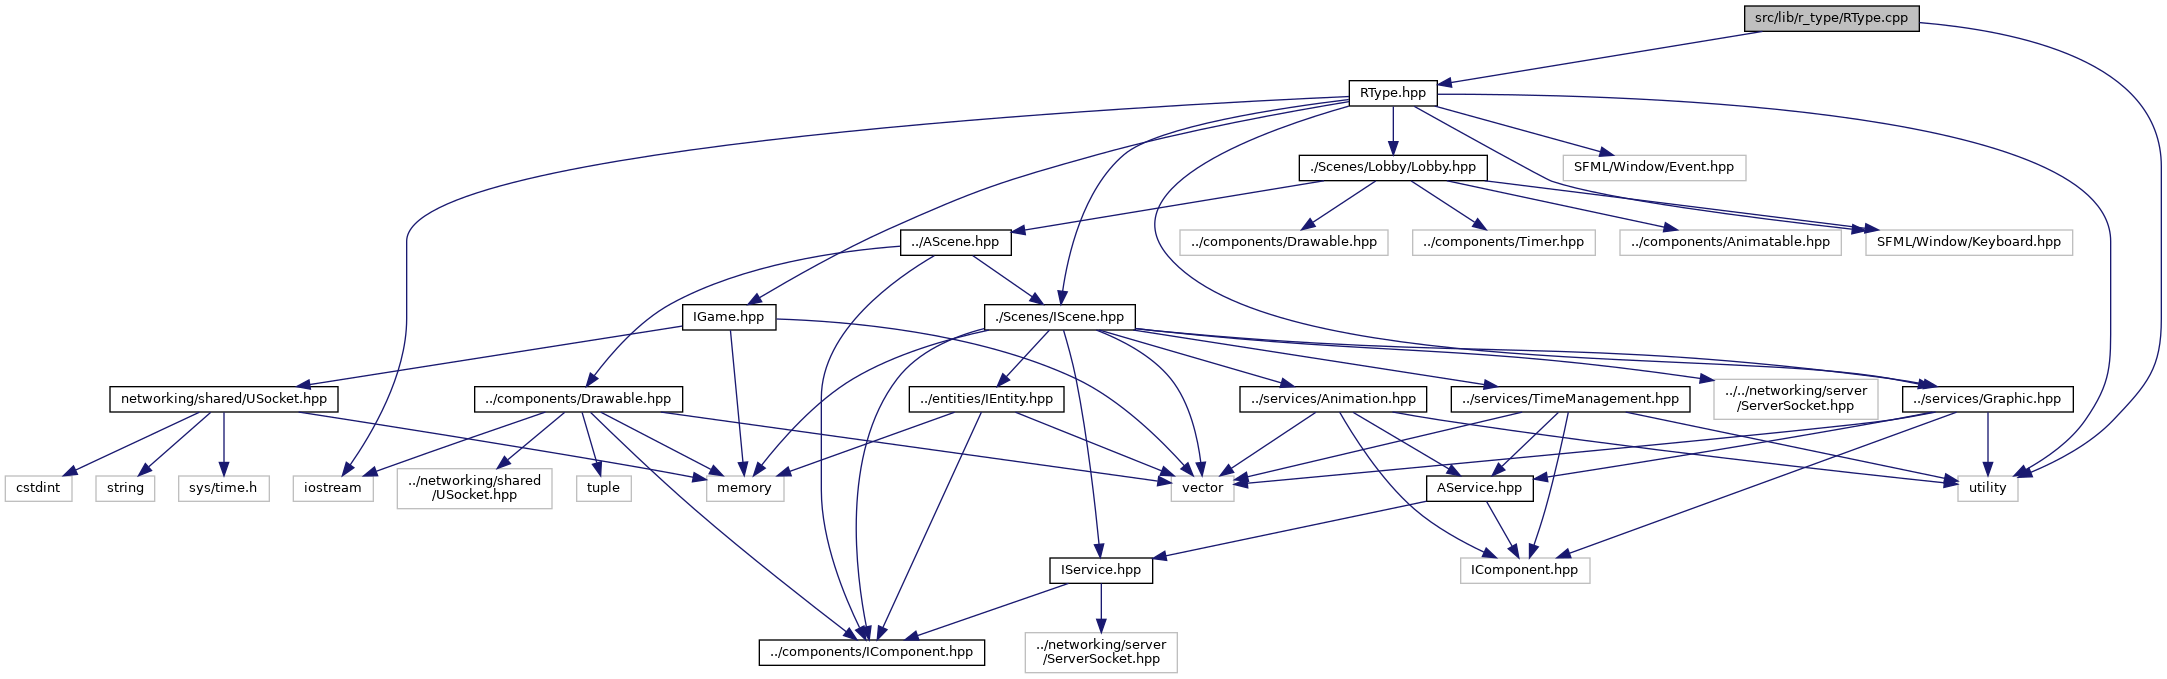 src/lib/r_type/RType.cpp
RType.hpp
./Scenes/Lobby/Lobby.hpp
SFML/Window/Event.hpp
../AScene.hpp
../components/Drawable.hpp
../components/Timer.hpp
../components/Animatable.hpp
SFML/Window/Keyboard.hpp
IGame.hpp
./Scenes/IScene.hpp
networking/shared/USocket.hpp
../components/Drawable.hpp
../entities/IEntity.hpp
../services/Animation.hpp
../services/TimeManagement.hpp
../../networking/server
/ServerSocket.hpp
../services/Graphic.hpp
cstdint
string
sys/time.h
iostream
../networking/shared
/USocket.hpp
tuple
memory
vector
AService.hpp
utility
IService.hpp
IComponent.hpp
../components/IComponent.hpp
../networking/server
/ServerSocket.hpp